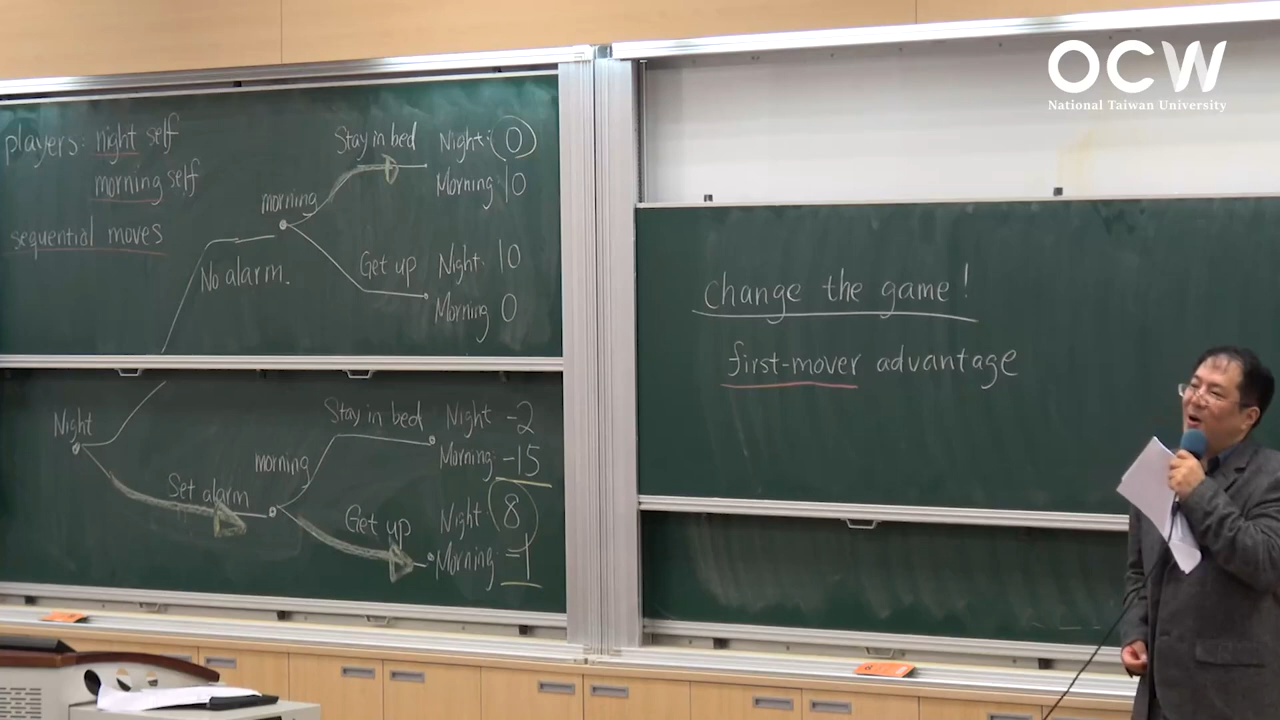 OCW
National Taiwan University
players: night self
morning self
sequential moves
No alarm.
morning
Stay in bed
Night: 0
Morning 10
Get up
Night: 10
Morning 0
Night
Set alarm
morning
Stay in bed
Night -2
Morning: -15
Get up
Night 8
Morning: -1
change the game!
first-mover advantage